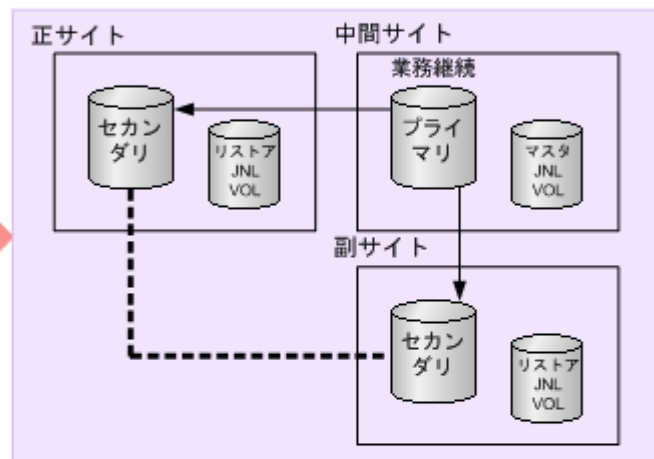 正サイト
セカン
ダリ
リストア
JNL
VOL
中間サイト
業務継続
プライ
マリ
マスタ
JNL
VOL
副サイト
セカン
ダリ
リストア
JNL
VOL